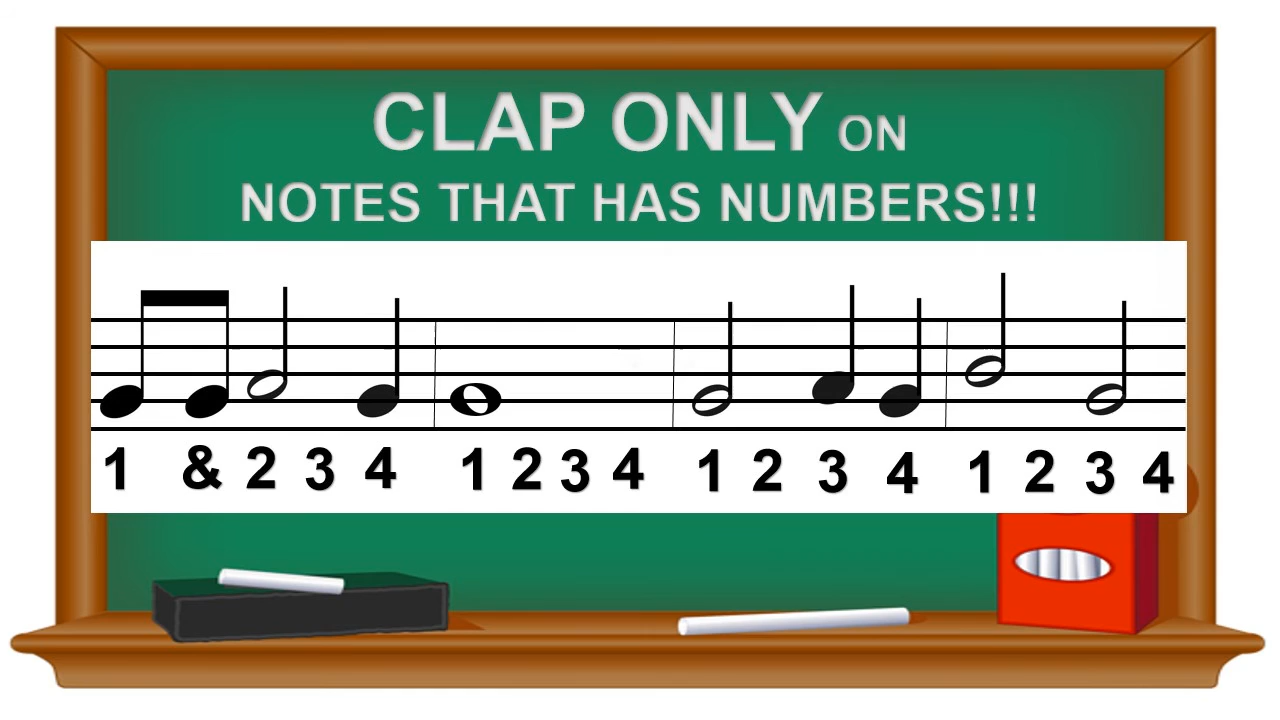 CLAP ONLY ON
NOTES THAT HAS NUMBERS!!!
1 & 2 3 4 1 2 3 4 1 2 3 4 1 2 3 4